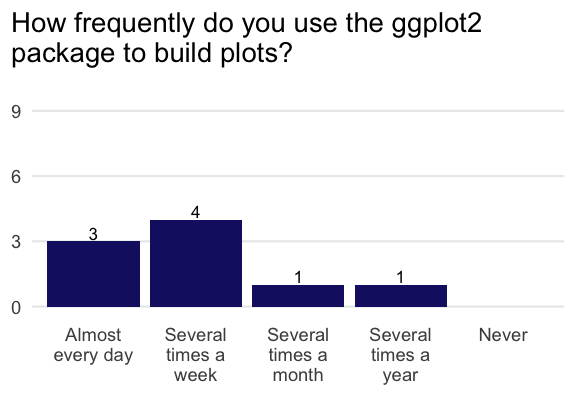 How frequently do you use the ggplot2
package to build plots?
9
6
3
0
3
4
1
1
Almost
every day
Several
times a
week
Several
times a
month
Several
times a
year
Never